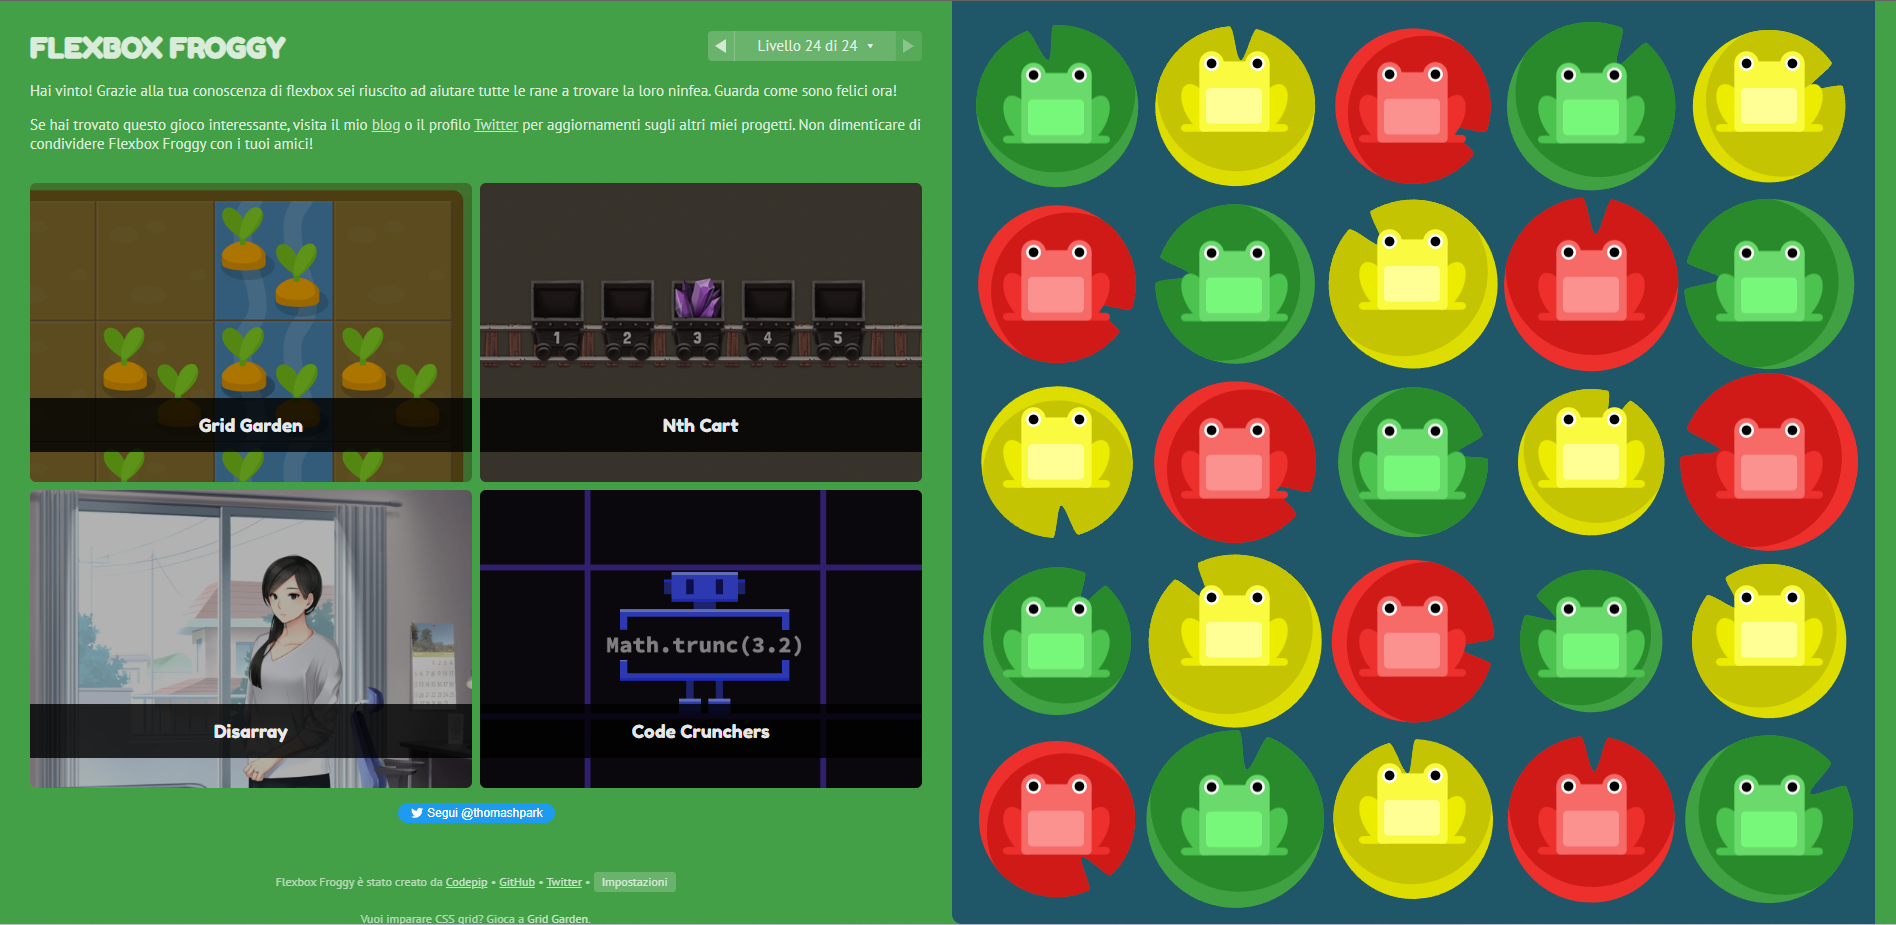 FLEXBOX FROGGY
Livello 24 di 24
Hai vinto! Grazie alla tua conoscenza di flexbox sei riuscito ad aiutare tutte le rane a trovare la loro ninfea. Guarda come sono felici ora!
Se hai trovato questo gioco interessante, visita il mio blog o il profilo Twitter per aggiornamenti sugli altri miei progetti. Non dimenticare di
condividere Flexbox Froggy con i tuoi amici!
Grid Garden
1 2 3 4 5
Nth Cart
Disarray
Math.trunc(3.2)
Code Crunchers
Segui @thomashpark
Flexbox Froggy è stato creato da Codepip • GitHub • Twitter • Impostazioni
Vuoi imparare CSS grid? Gioca a Grid Garden.